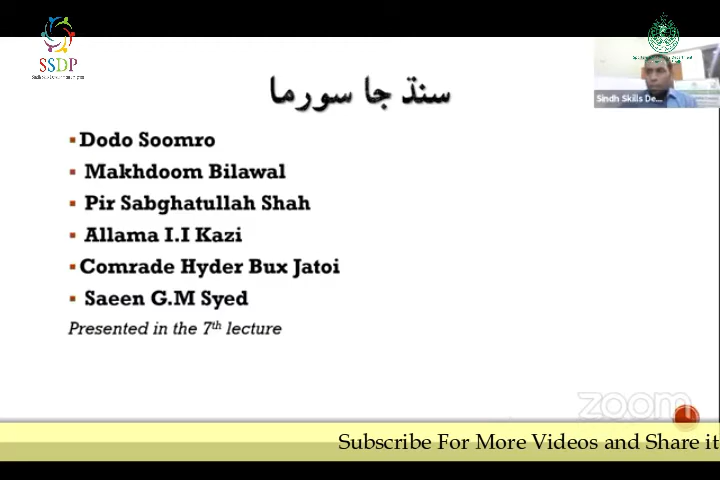 SSDP
سنڌ جا سورما
Sindh Skills De...
Dodo Soomro
Makhdoom Bilawal
Pir Sabghatullah Shah
Allama I.I Kazi
Comrade Hyder Bux Jatoi
Saeen G.M Syed
Presented in the 7th lecture
zoom
Subscribe For More Videos and Share it